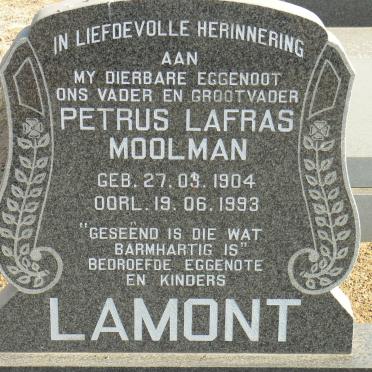 IN LIEFDEVOLLE HERINNERING
AAN
MY DIERBARE EGGENOOT
ONS VADER EN GROOTVADER
PETRUS LAFRAS
MOOLMAN
GEB. 27.03.1904
OORL. 19.06.1993
"GESEËND IS DIE WAT
BARMHARTIG IS"
BEDROEFDE EGGENOTE
EN KINDERS
LAMONT